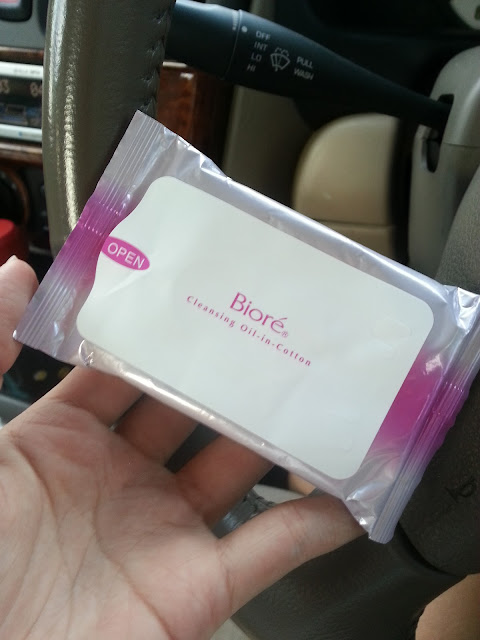 OFF
INT
LO
HI
PULL
WASH
OPEN
Bioré®
Cleansing Oil-in-Cotton